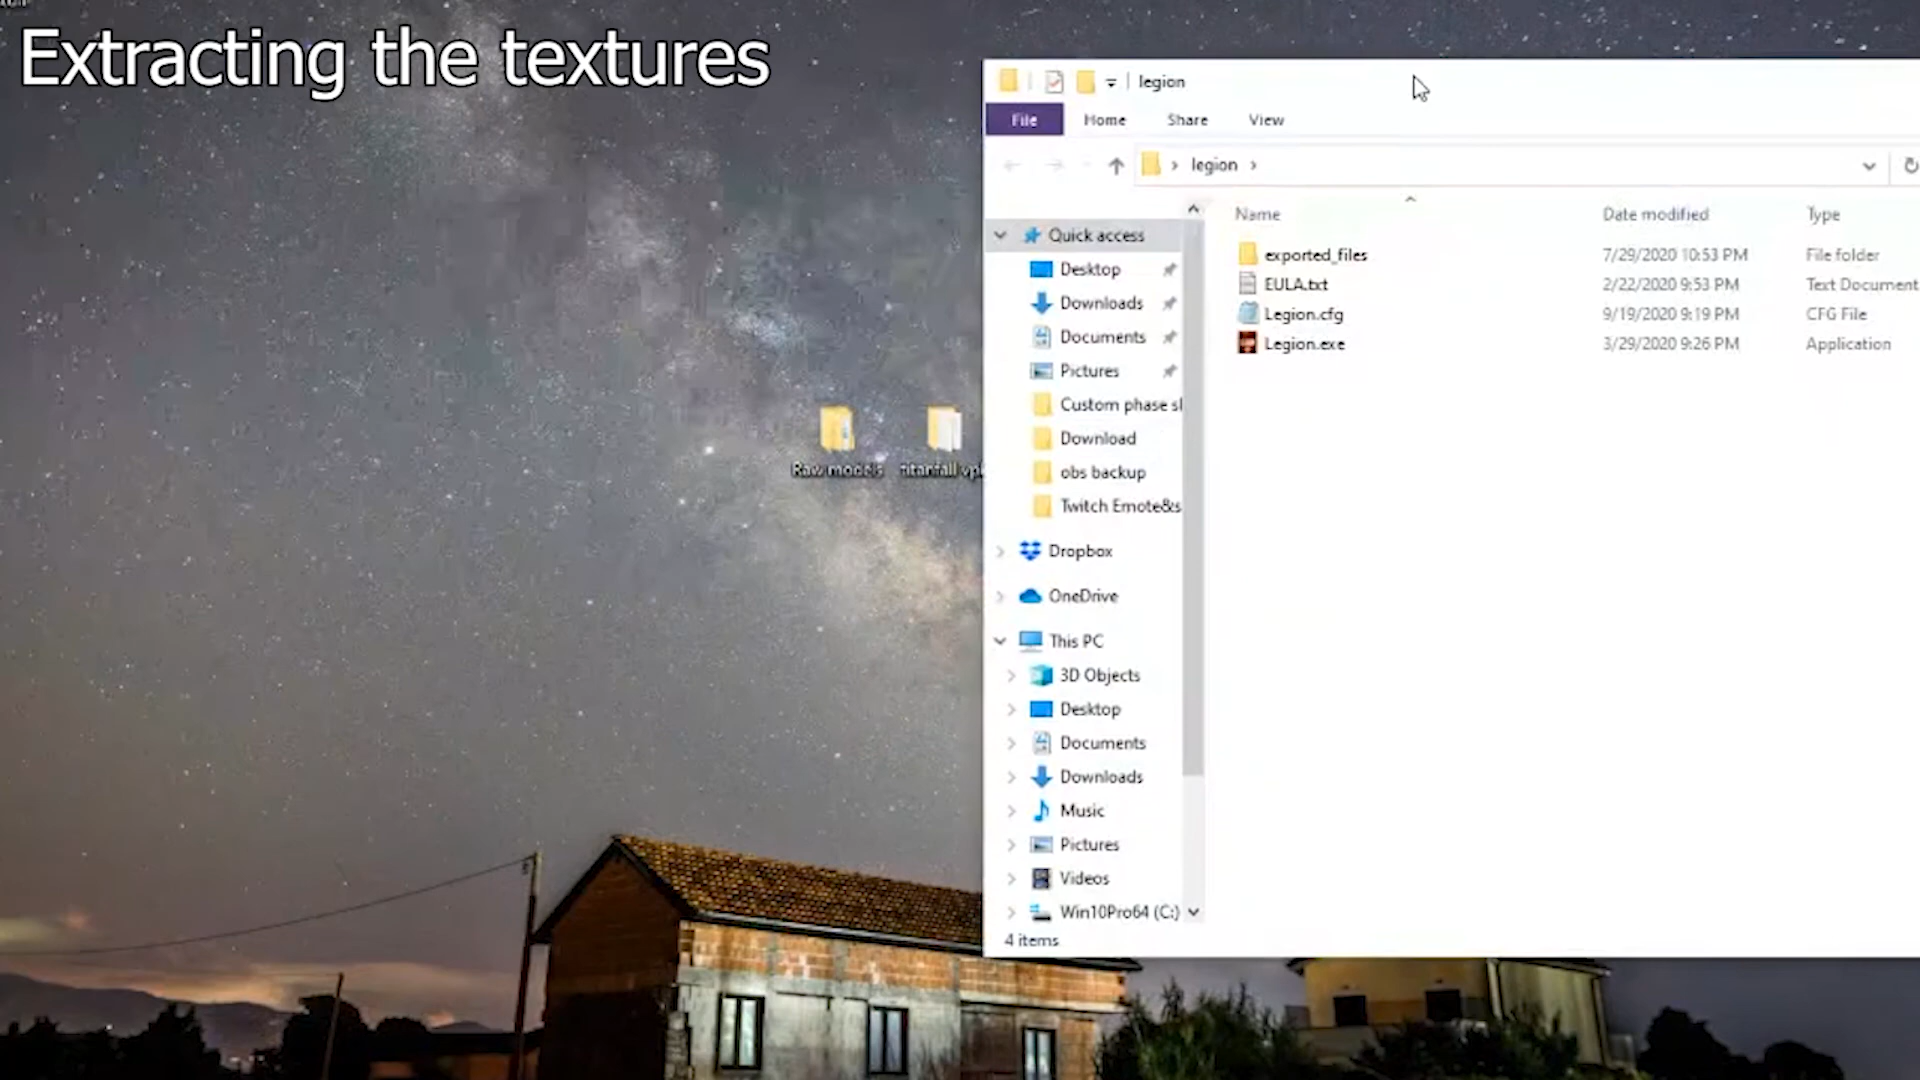 Extracting the textures
legion
File Home Share View
legion
Name Date modified Type
Quick access
Desktop
Downloads
Documents
Pictures
Custom phase
Download
obs backup
Twitch Emote&s
Dropbox
OneDrive
This PC
3D Objects
Desktop
Documents
Downloads
Music
Pictures
Videos
Win10Pro64 (C:)
4 items
exported_files 7/29/2020 10:53 PM File folder
EULA.txt 2/22/2020 9:53 PM Text Document
Legion.cfg 9/19/2020 9:19 PM CFG File
Legion.exe 3/29/2020 9:26 PM Application
Raw models
titanfall vpk